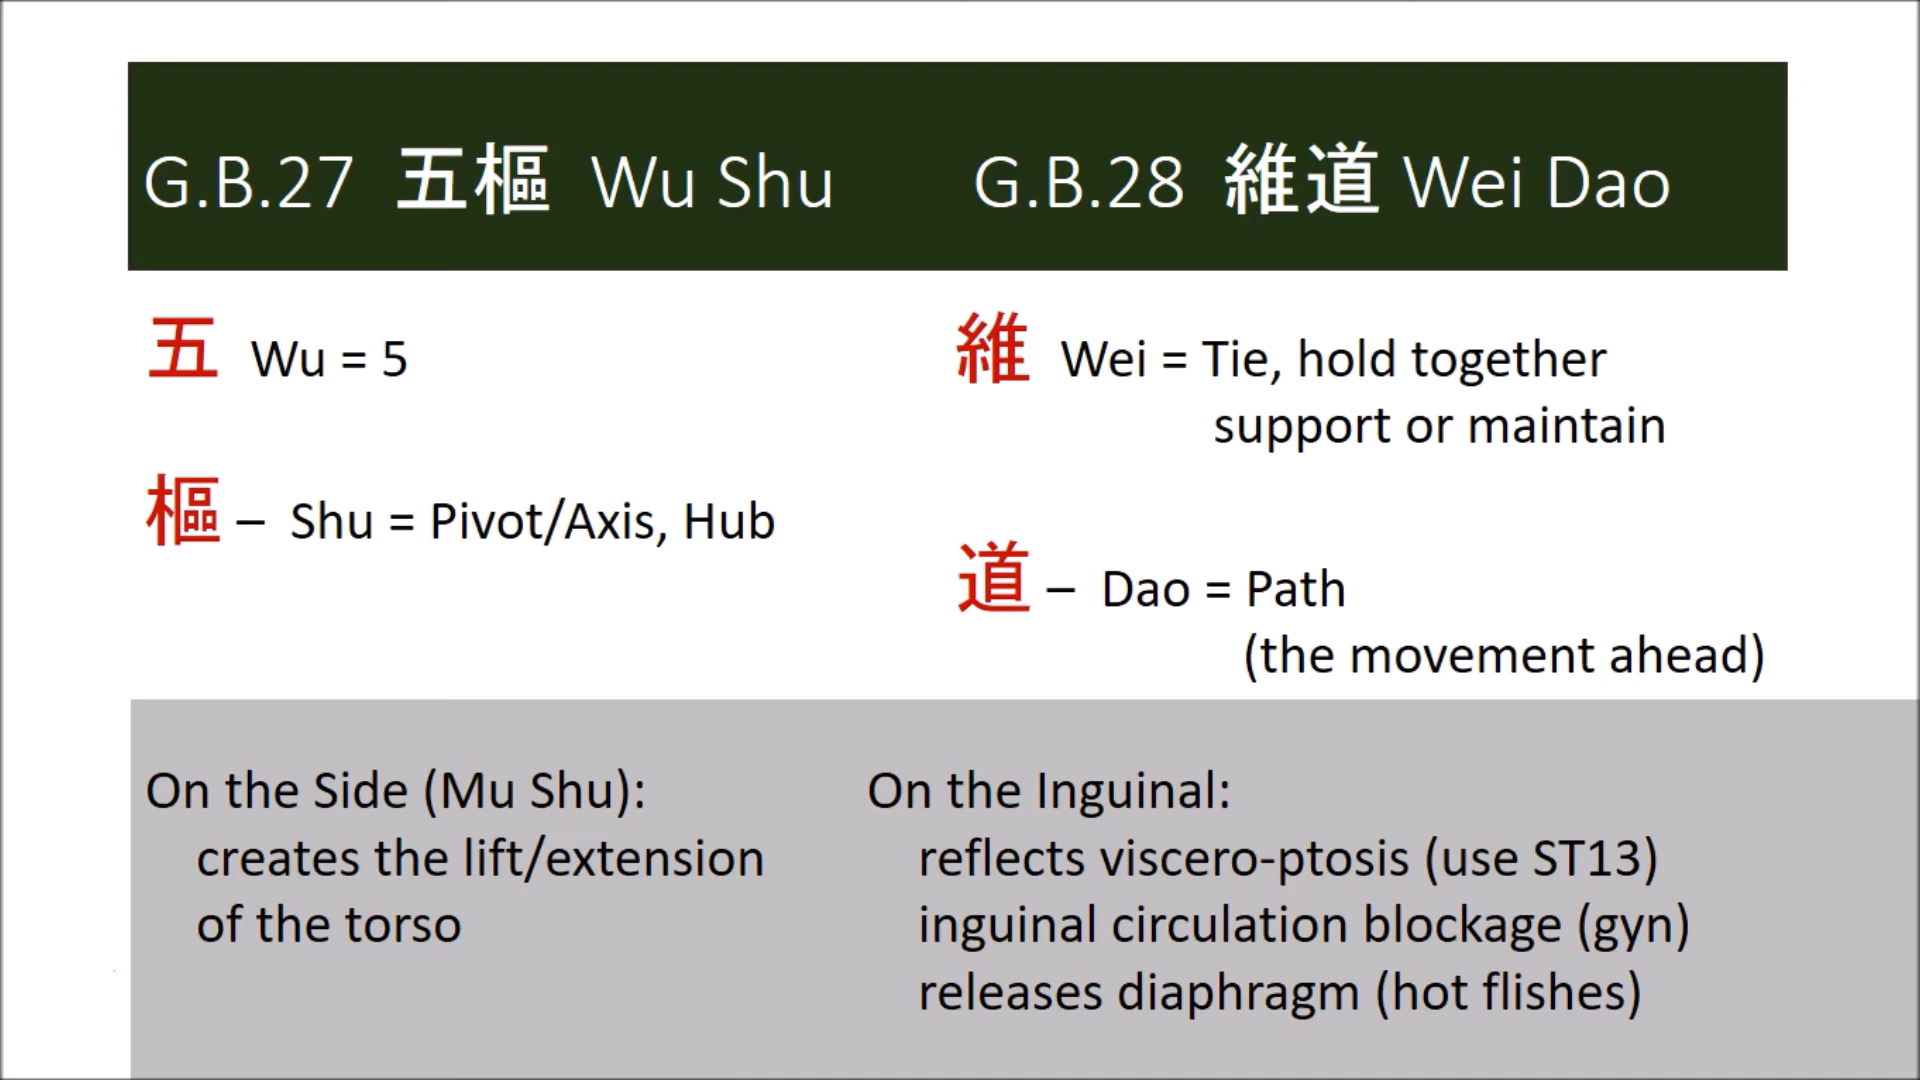 G.B.27 五樞 Wu Shu G.B.28 維道 Wei Dao
五 Wu = 5
樞 – Shu = Pivot/Axis, Hub
維 Wei = Tie, hold together
support or maintain
道 – Dao = Path
(the movement ahead)
On the Side (Mu Shu):
creates the lift/extension
of the torso
On the Inguinal:
reflects viscero-ptosis (use ST13)
inguinal circulation blockage (gyn)
releases diaphragm (hot flishes)